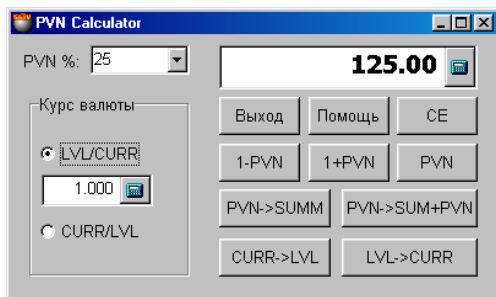 PVN Calculator
PVN %: 25
125.00
Курс валюты
LVL/CURR
1.000
CURR/LVL
Выход Помощь CE
1-PVN 1+PVN PVN
PVN->SUMM PVN->SUM+PVN
CURR->LVL LVL->CURR